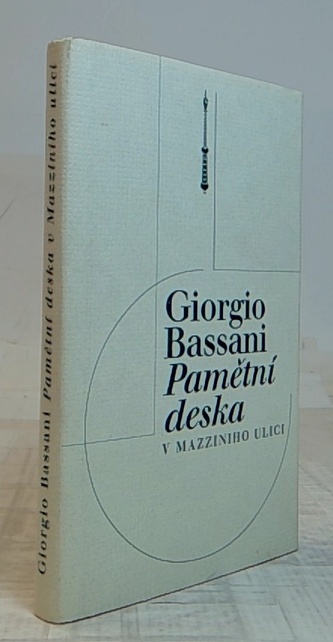 Giorgio
Bassani
Pamětní
deska
V MAZZINIHO ULICI
Giorgio Bassani Pamětní deska v Mazziniho ulici